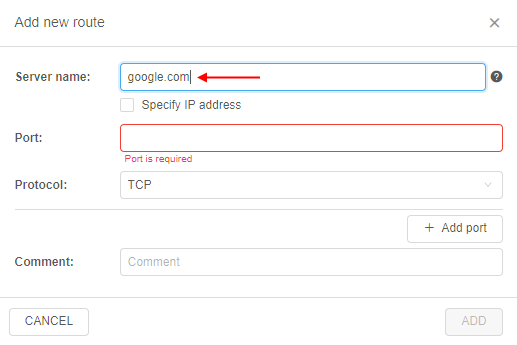 Add new route
Server name: google.com
Specify IP address
Port:
Port is required
Protocol: TCP
+ Add port
Comment: Comment
CANCEL ADD